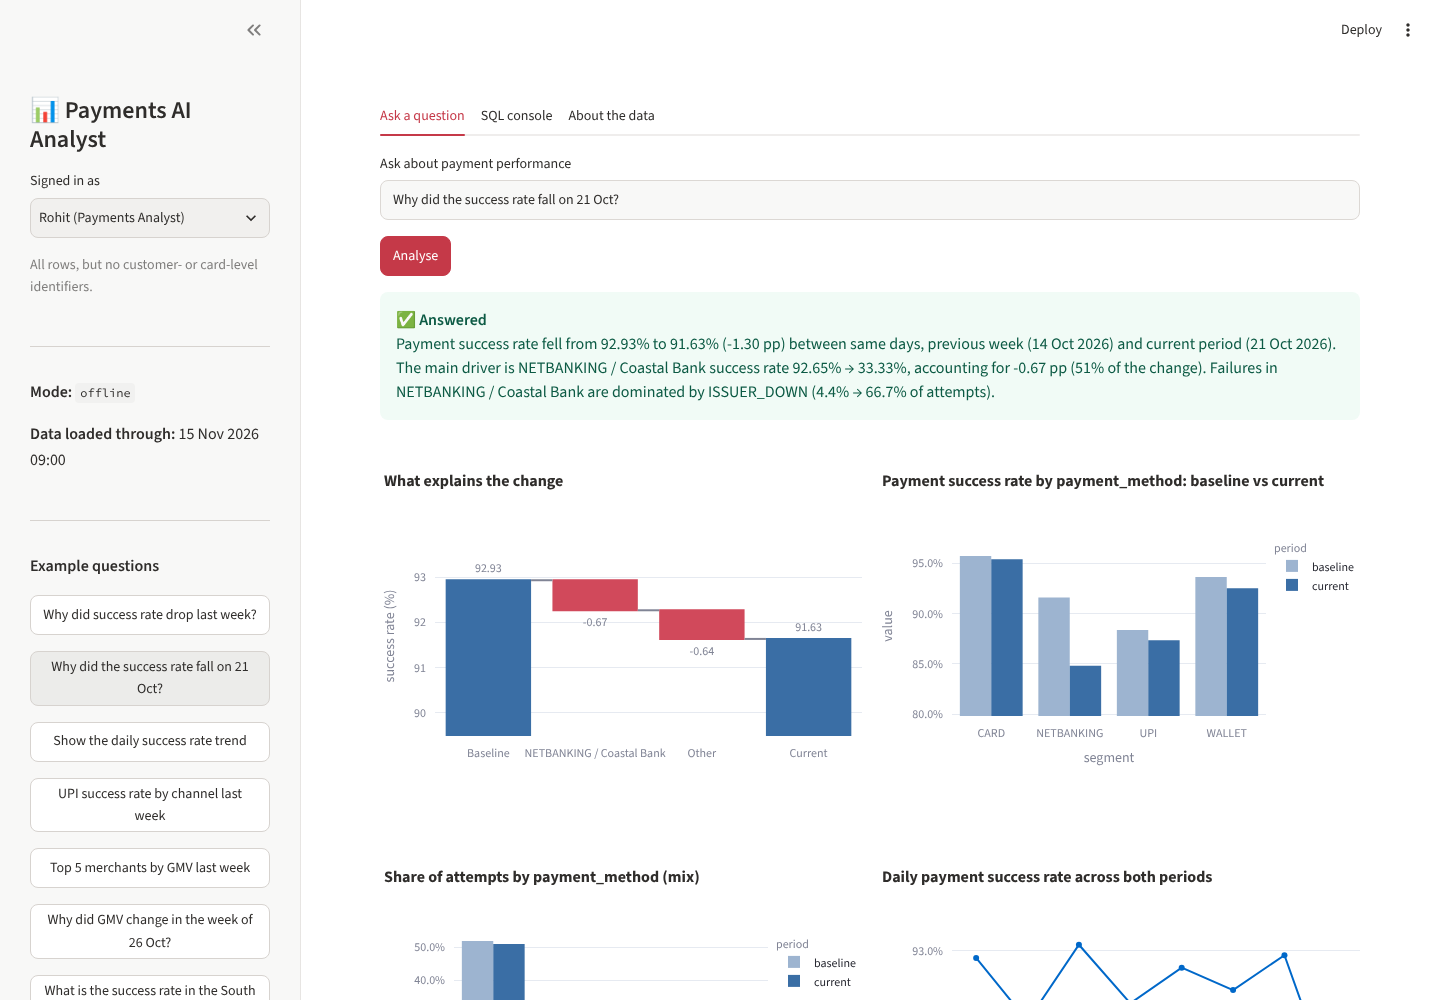 Deploy
📊 Payments AI
Analyst
Signed in as
Rohit (Payments Analyst)
All rows, but no customer- or card-level
identifiers.
Mode: offline
Data loaded through: 15 Nov 2026
09:00
Example questions
Why did success rate drop last week?
Why did the success rate fall on 21
Oct?
Show the daily success rate trend
UPI success rate by channel last
week
Top 5 merchants by GMV last week
Why did GMV change in the week of
26 Oct?
What is the success rate in the South
Ask a question
SQL console
About the data
Ask about payment performance
Why did the success rate fall on 21 Oct?
Analyse
✅ Answered
Payment success rate fell from 92.93% to 91.63% (-1.30 pp) between same days, previous week (14 Oct 2026) and current period (21 Oct 2026).
The main driver is NETBANKING / Coastal Bank success rate 92.65% → 33.33%, accounting for -0.67 pp (51% of the change). Failures in
NETBANKING / Coastal Bank are dominated by ISSUER_DOWN (4.4% → 66.7% of attempts).
What explains the change
success rate (%)
93
92
91
90
92.93
-0.67
-0.64
91.63
Baseline
NETBANKING / Coastal Bank
Other
Current
Payment success rate by payment_method: baseline vs current
value
95.0%
90.0%
85.0%
80.0%
CARD
NETBANKING
UPI
WALLET
segment
period
baseline
current
Share of attempts by payment_method (mix)
50.0%
40.0%
period
baseline
current
Daily payment success rate across both periods
93.0%